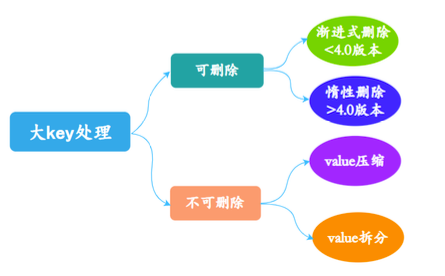 大key处理
可删除
渐进式删除
<4.0版本
惰性删除
>4.0版本
不可删除
value压缩
value拆分